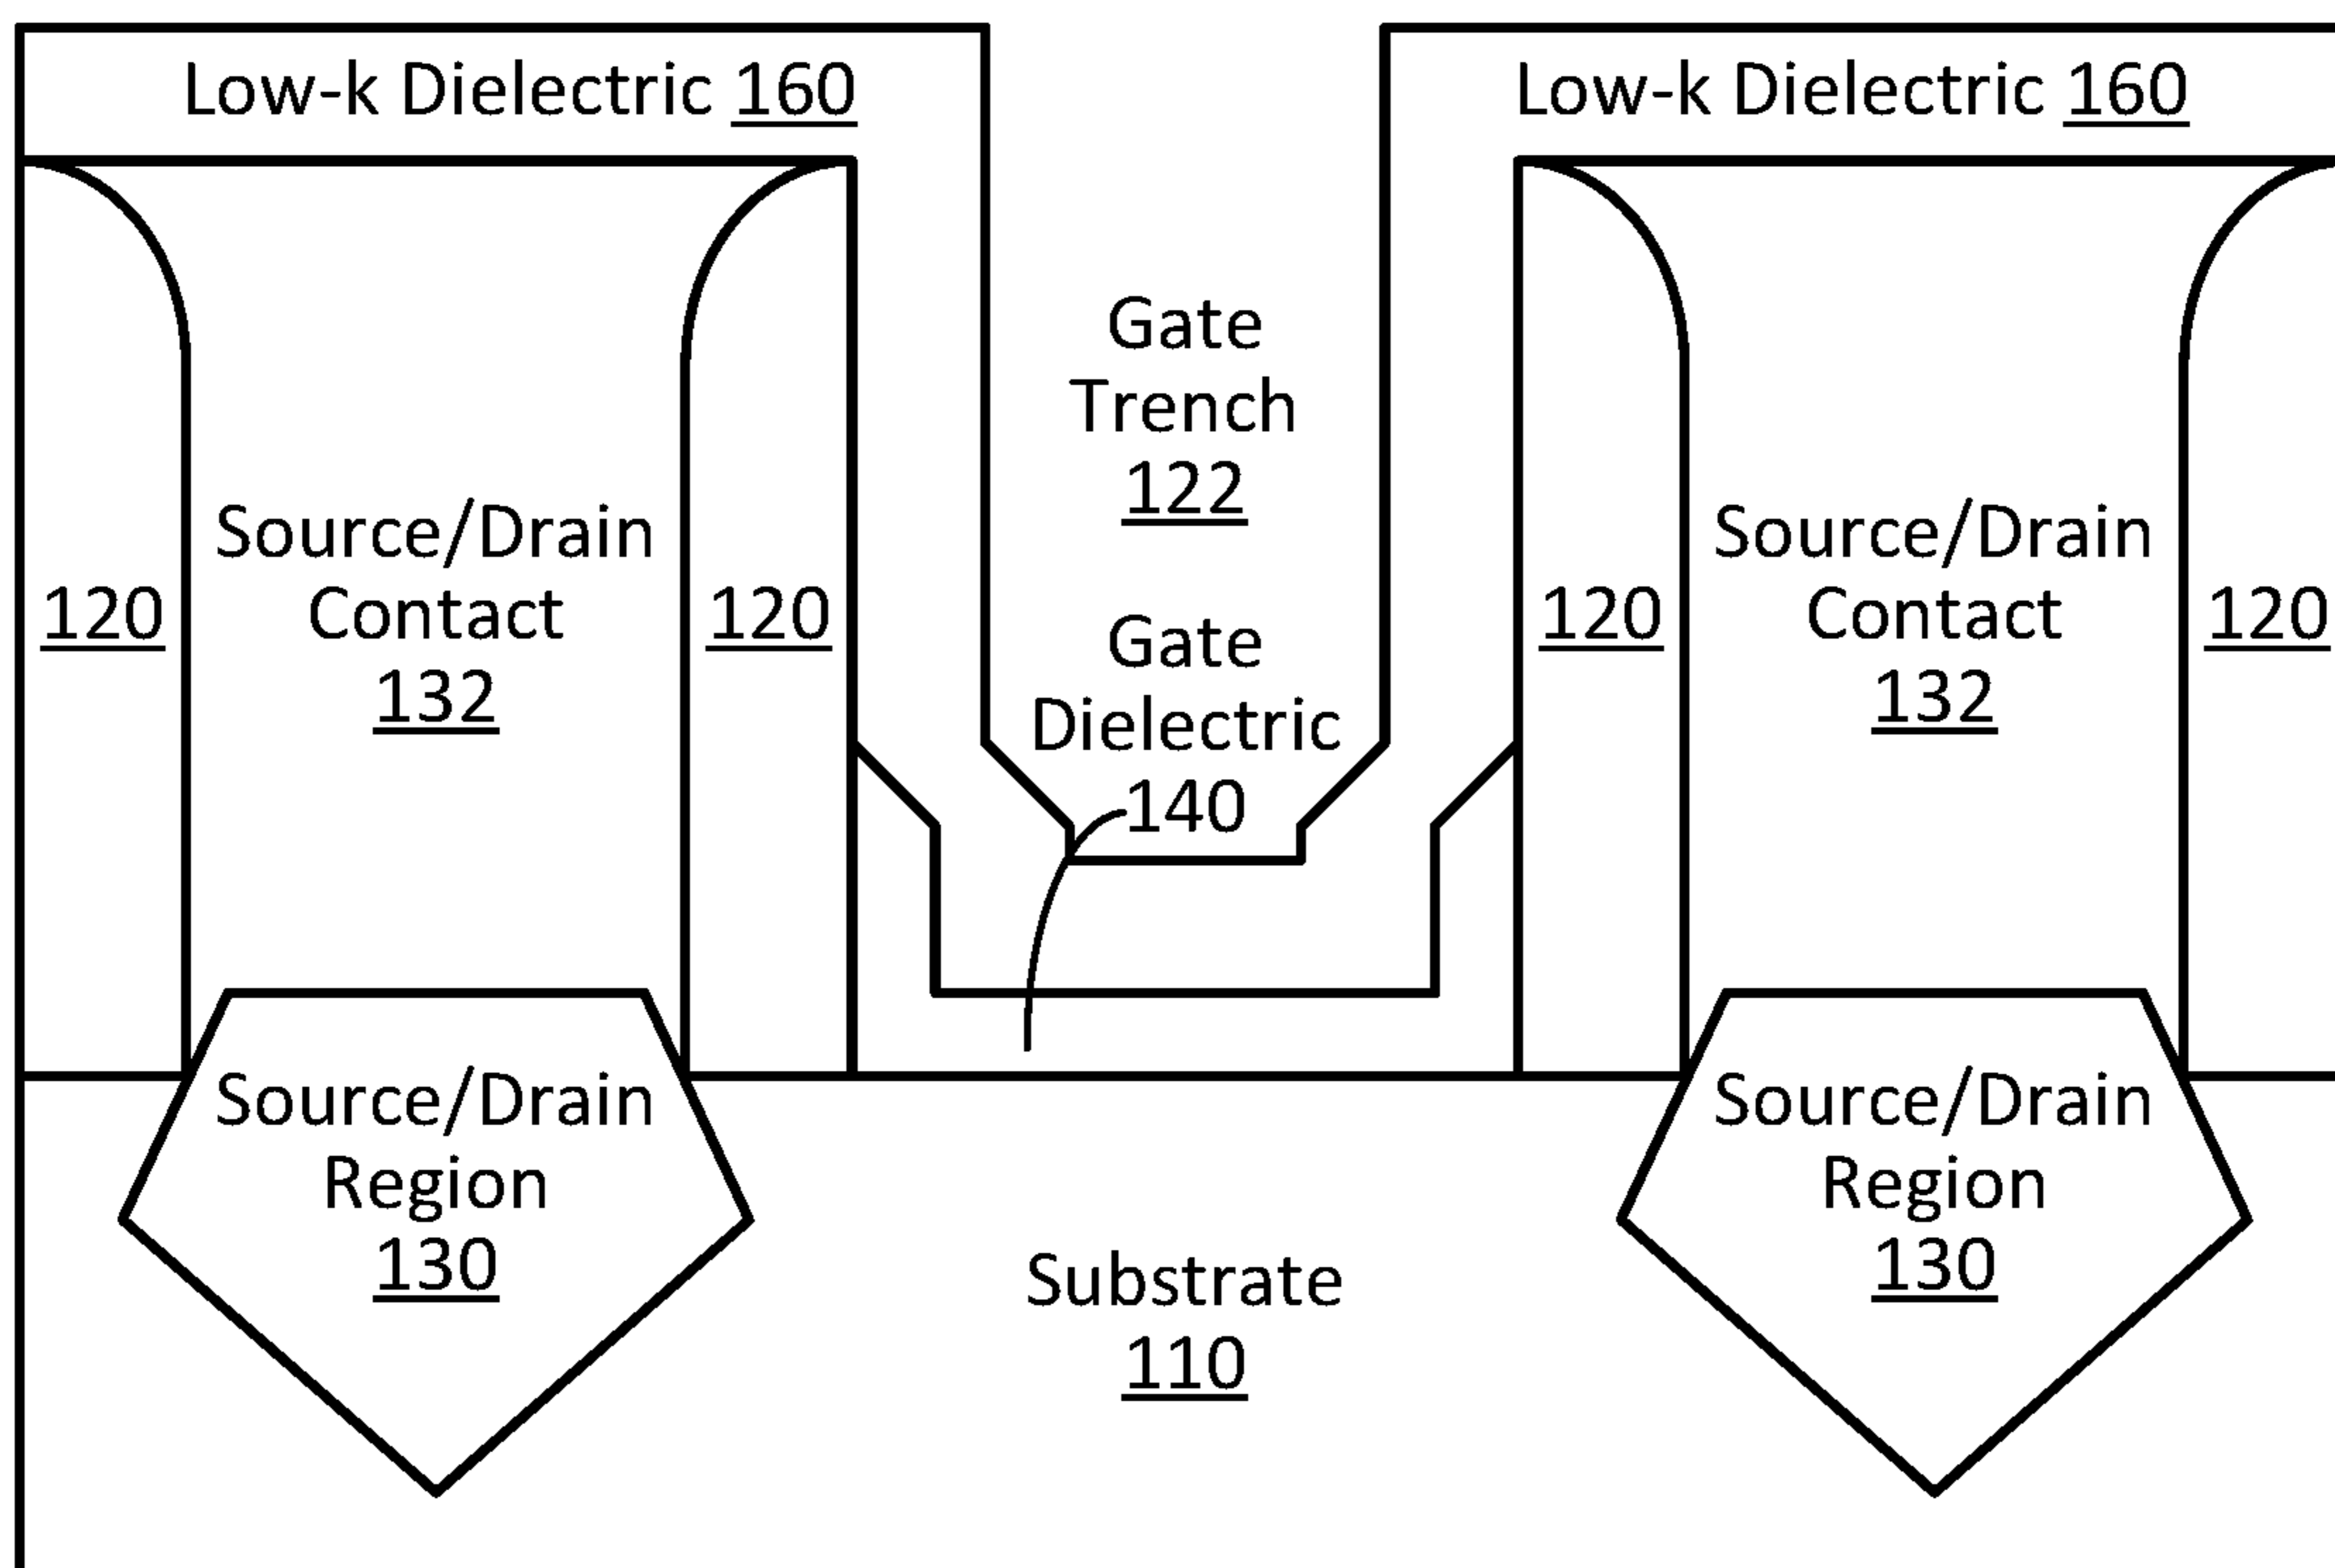 Low-k Dielectric 160
Low-k Dielectric 160
Gate
Trench
122
Source/Drain
Contact
132
120
120
Gate
Dielectric
140
120
Source/Drain
Contact
132
120
Source/Drain
Region
130
Substrate
110
Source/Drain
Region
130